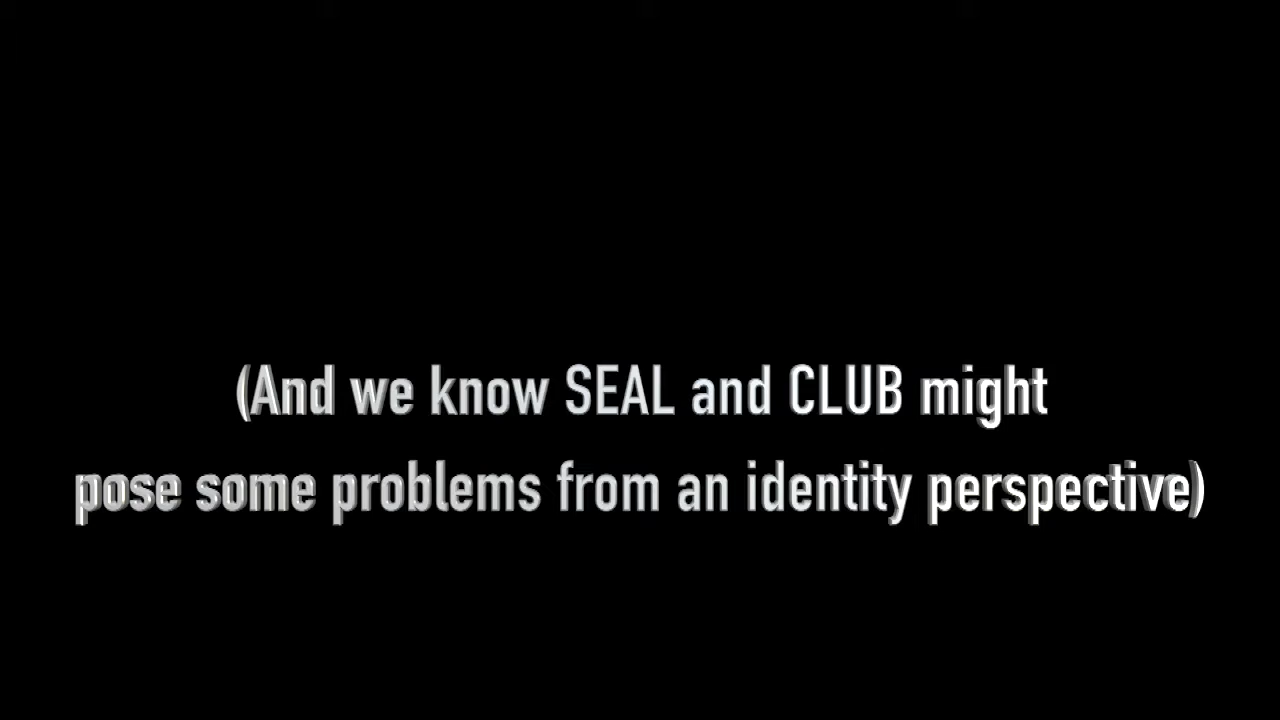 (And we know SEAL and CLUB might
pose some problems from an identity perspective)